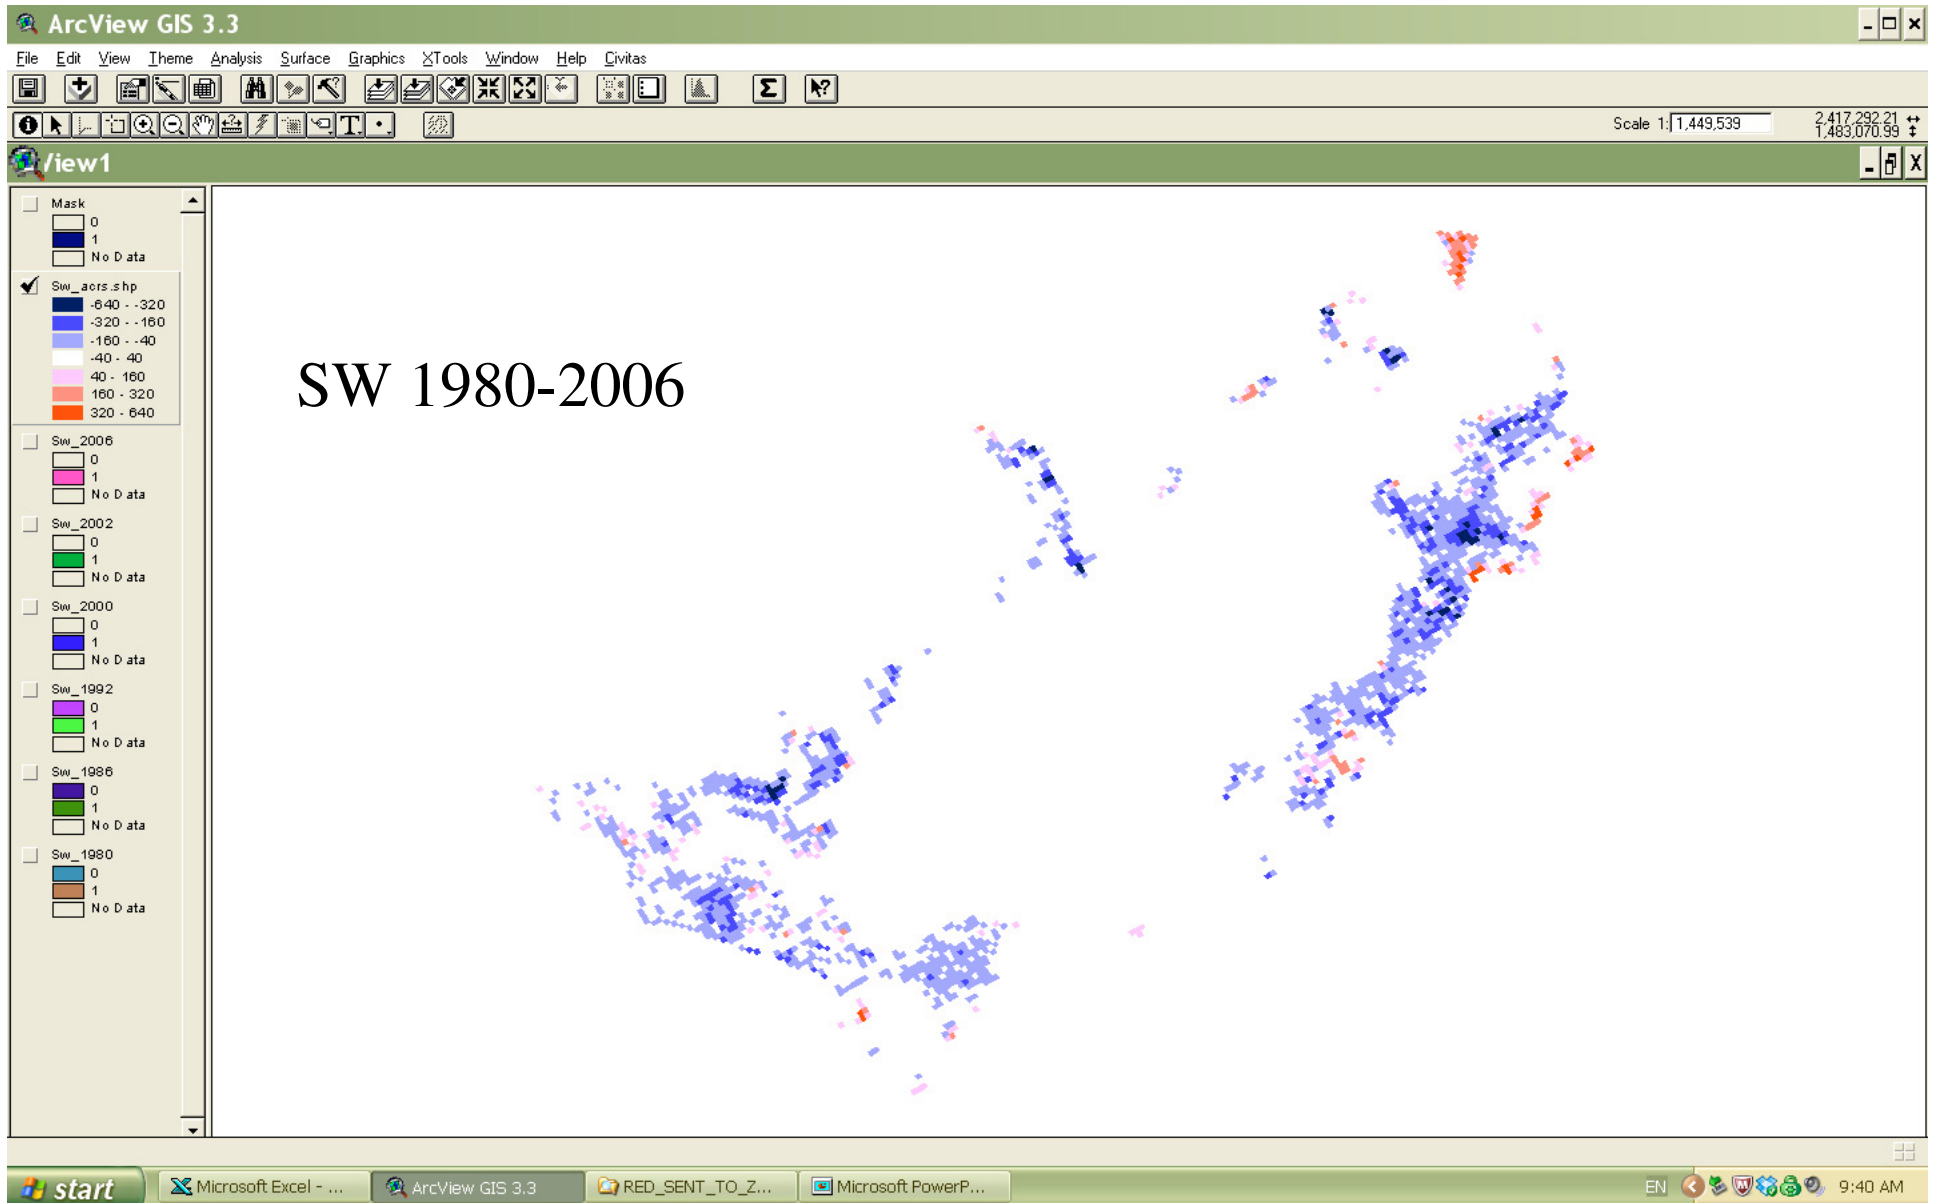 ArcView GIS 3.3
File Edit View Theme Analysis Surface Graphics XTools Window Help Civitas
Scale 1: 1,449,539
2,417,292.21
1,483,070.99
View1
Mask
0
1
No Data
Sw_acrs.shp
-640 - -320
-320 - -160
-160 - -40
-40 - 40
40 - 160
160 - 320
320 - 640
Sw_2006
0
1
No Data
Sw_2002
0
1
No Data
Sw_2000
0
1
No Data
Sw_1992
0
1
No Data
Sw_1986
0
1
No Data
Sw_1980
0
1
No Data
SW 1980-2006
start
Microsoft Excel - ...
ArcView GIS 3.3
RED_SENT_TO_Z...
Microsoft PowerP...
EN
9:40 AM